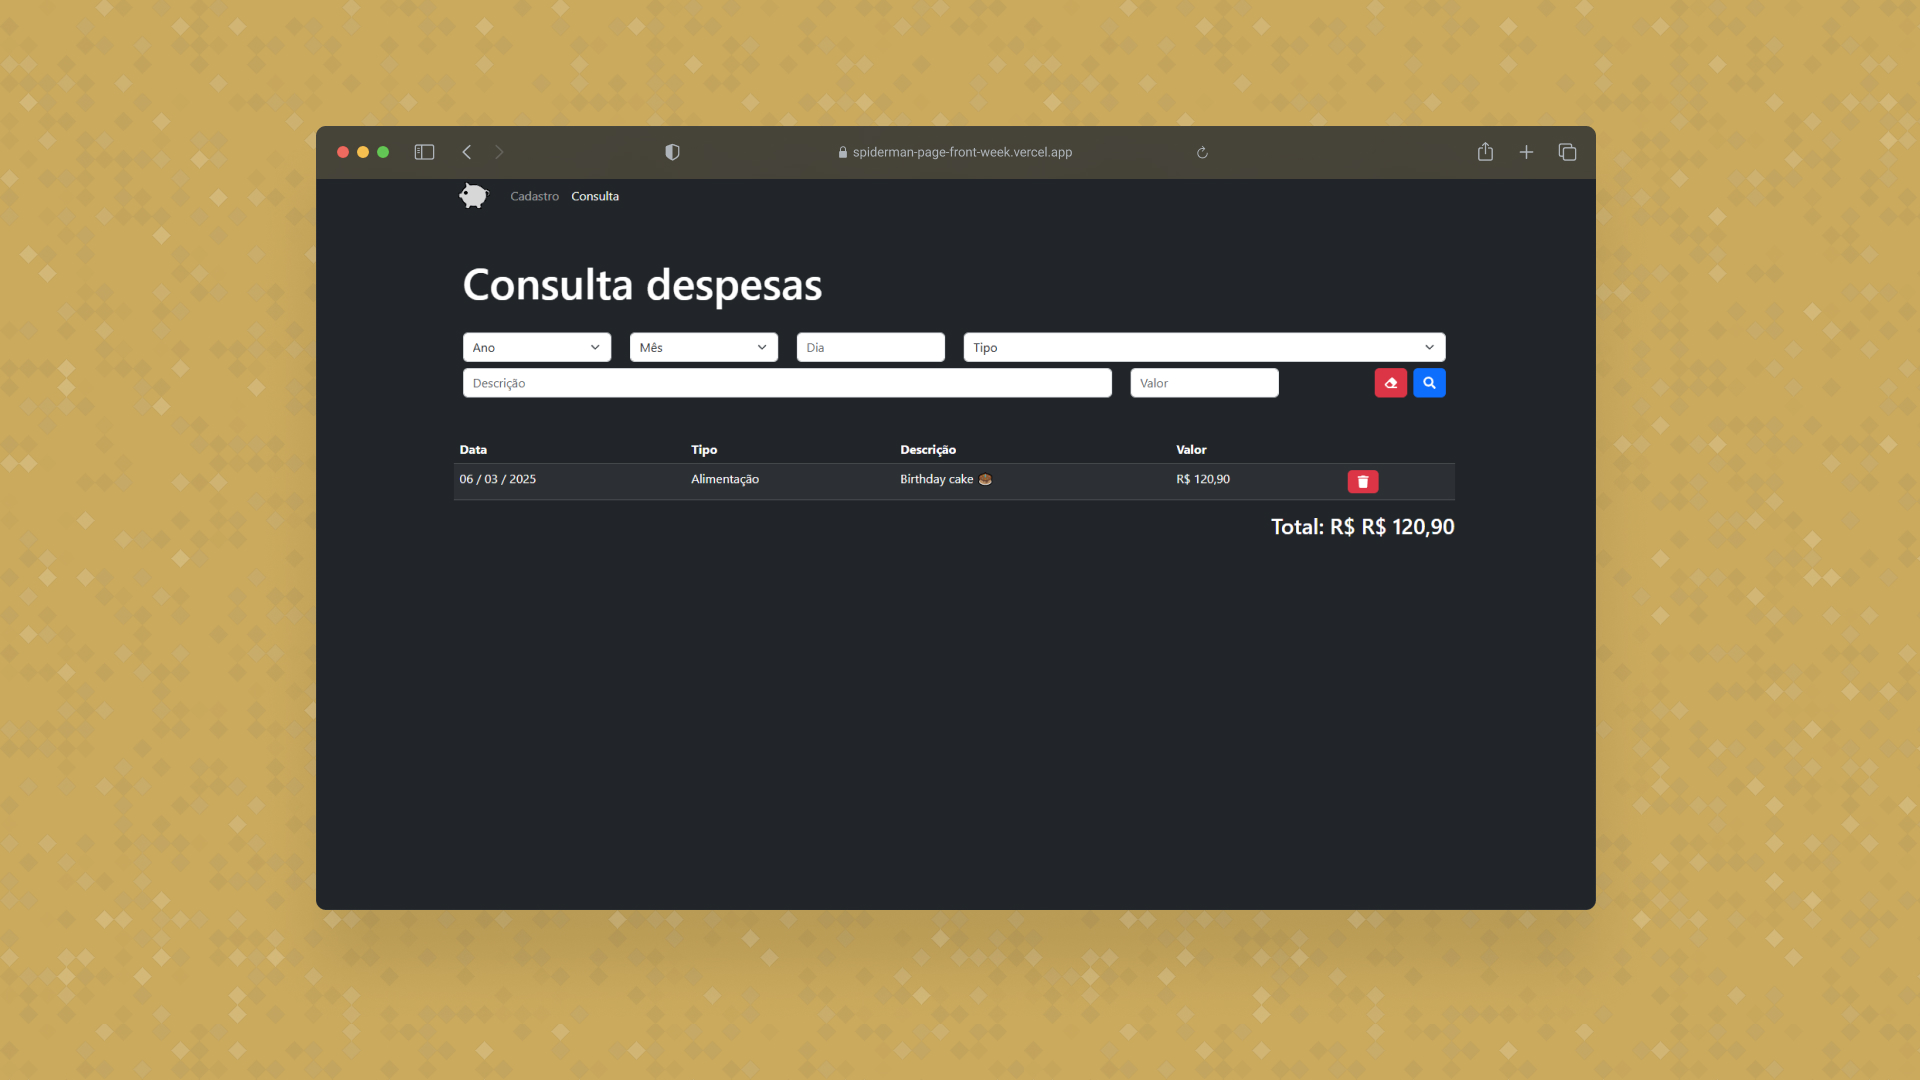 spiderman-page-front-week.vercel.app
Cadastro Consulta
Consulta despesas
Ano Mês Dia Tipo
Descrição Valor
Data Tipo Descrição Valor
06 / 03 / 2025 Alimentação Birthday cake 🎂 R$ 120,90
Total: R$ R$ 120,90